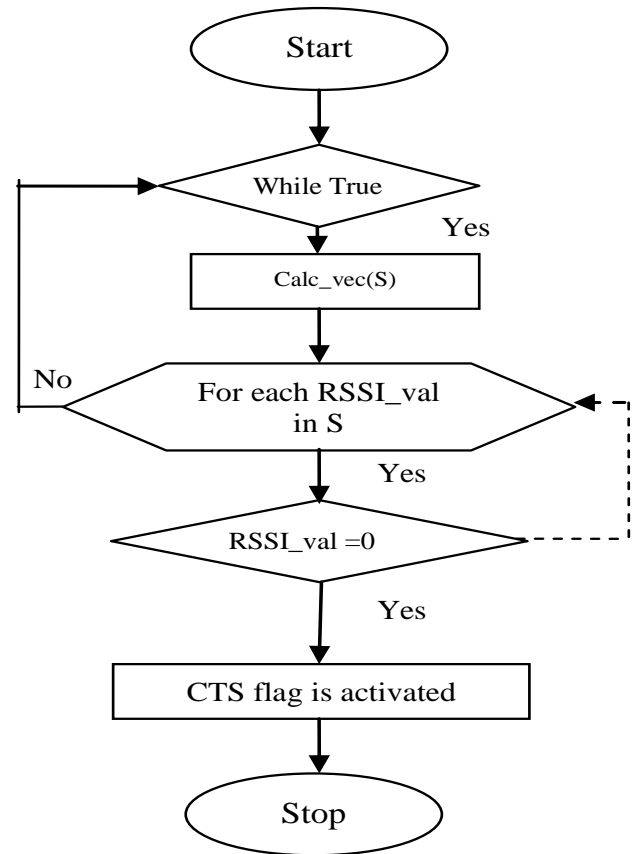 Start
While True
Yes
Calc_vec(S)
No
For each RSSI_val
in S
Yes
RSSI_val =0
Yes
CTS flag is activated
Stop